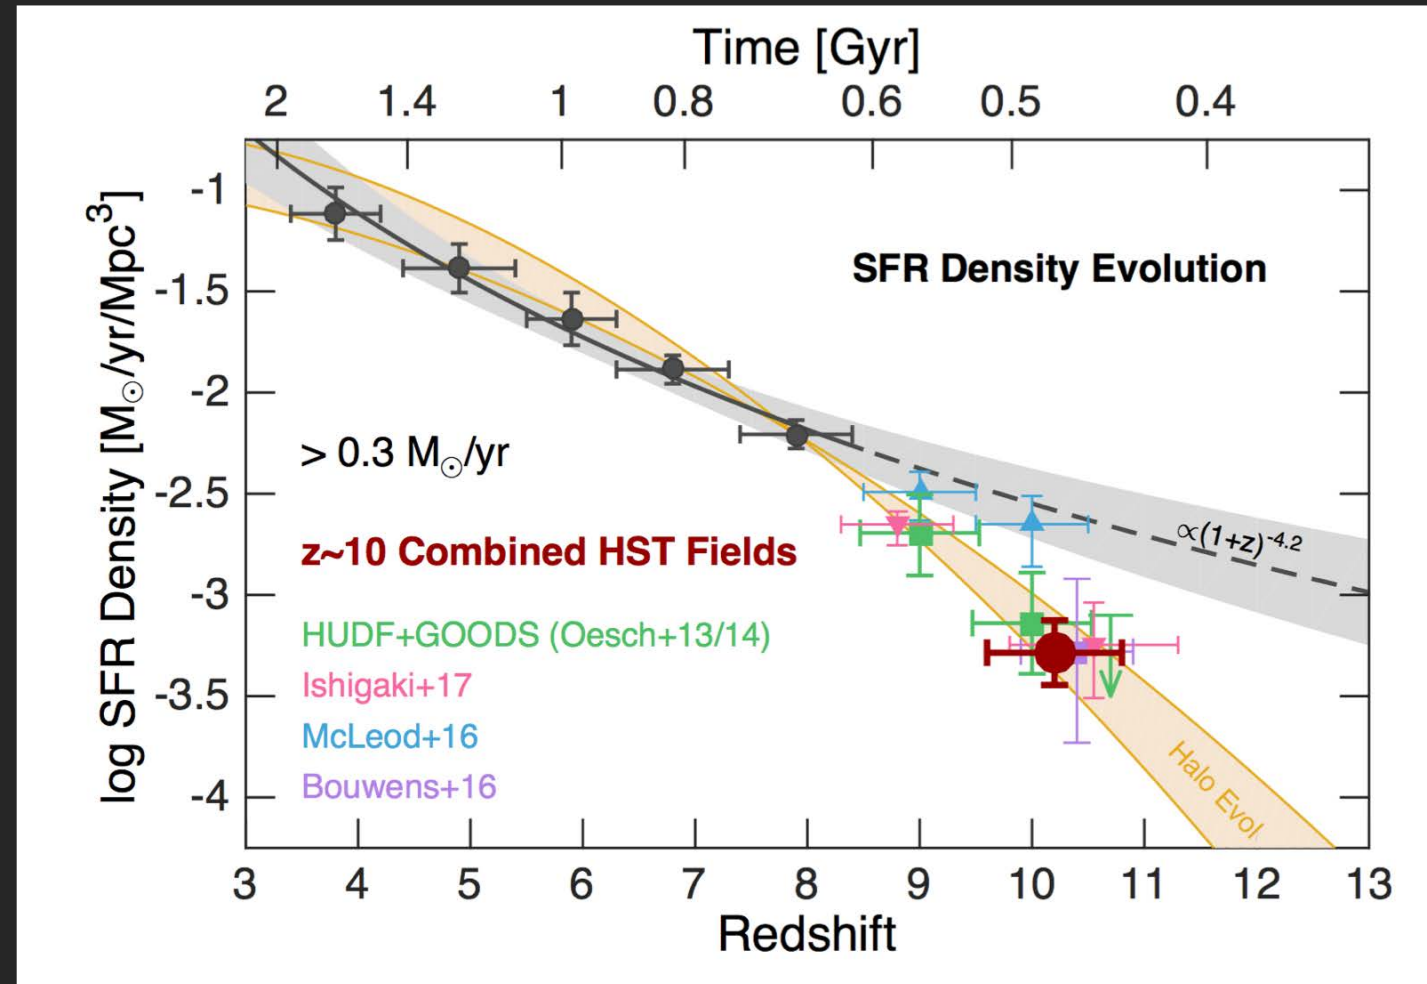 Time [Gyr]
2 1.4 1 0.8 0.6 0.5 0.4
log SFR Density [M☉/yr/Mpc³]
-1
-1.5
-2
-2.5
-3
-3.5
-4
SFR Density Evolution
> 0.3 M☉/yr
∝(1+z)⁻⁴·²
z~10 Combined HST Fields
HUDF+GOODS (Oesch+13/14)
Ishigaki+17
McLeod+16
Bouwens+16
Halo Evol
3 4 5 6 7 8 9 10 11 12 13
Redshift